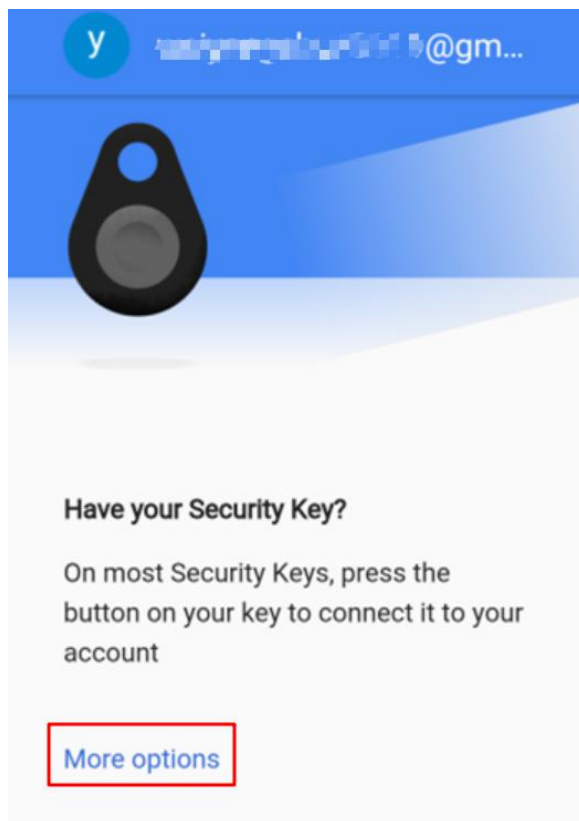 y
@gm...
Have your Security Key?
On most Security Keys, press the
button on your key to connect it to your
account
More options